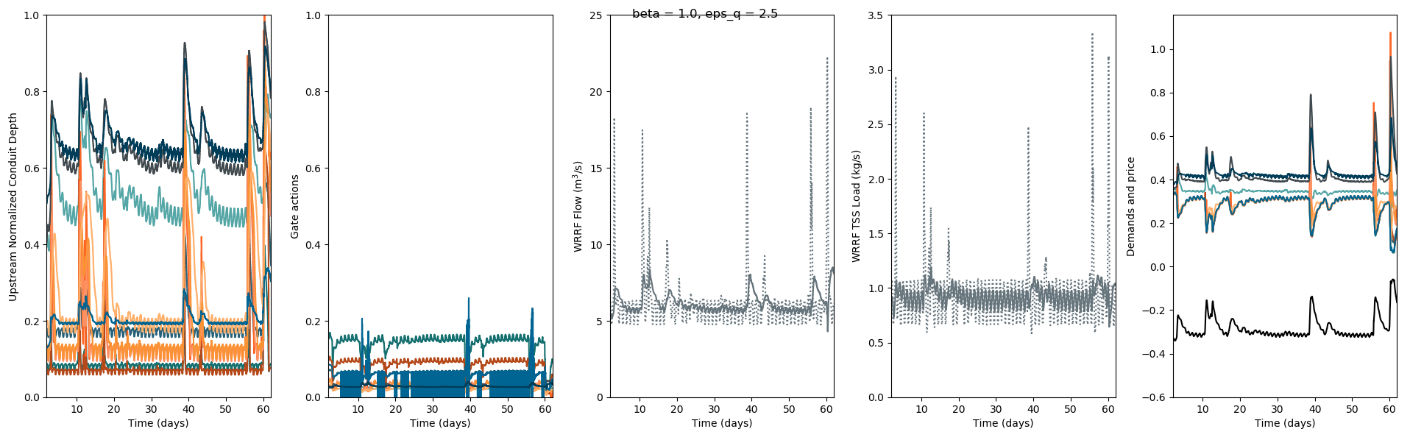 beta = 1.0, eps_q = 2.5
Upstream Normalized Conduit Depth
1.0
0.8
0.6
0.4
0.2
0.0
10 20 30 40 50 60
Time (days)
Gate actions
1.0
0.8
0.6
0.4
0.2
0.0
10 20 30 40 50 60
Time (days)
WRRF Flow (m³/s)
25
20
15
10
5
0
10 20 30 40 50 60
Time (days)
WRRF TSS Load (kg/s)
3.5
3.0
2.5
2.0
1.5
1.0
0.5
0.0
10 20 30 40 50 60
Time (days)
Demands and price
1.0
0.8
0.6
0.4
0.2
0.0
−0.2
−0.4
−0.6
10 20 30 40 50 60
Time (days)